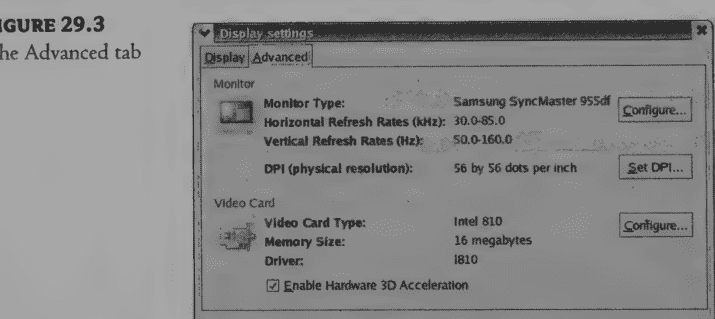 IGURE 29.3
he Advanced tab
Display settings
Display Advanced
Monitor
Monitor Type: Samsung SyncMaster 955df Configure...
Horizontal Refresh Rates (kHz): 30.0-85.0
Vertical Refresh Rates (Hz): 50.0-160.0
DPI (physical resolution): 56 by 56 dots per inch Set DPI...
Video Card
Video Card Type: Intel 810 Configure...
Memory Size: 16 megabytes
Driver: I810
Enable Hardware 3D Acceleration